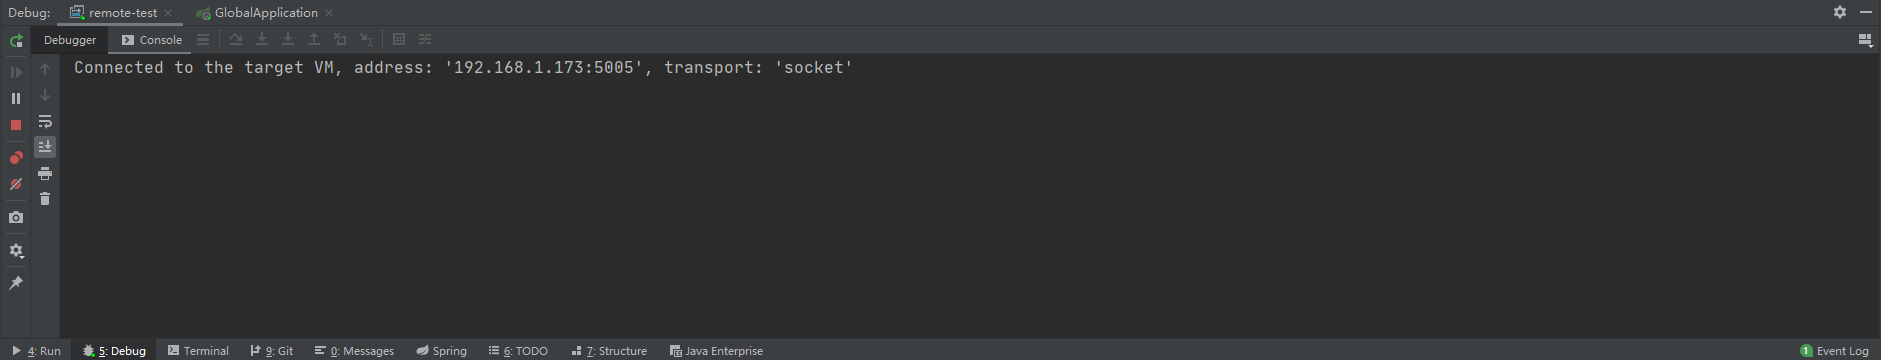 Debug: remote-test GlobalApplication
Debugger Console
Connected to the target VM, address: '192.168.1.173:5005', transport: 'socket'
4: Run 5: Debug Terminal 9: Git 0: Messages Spring 6: TODO 7: Structure Java Enterprise 1 Event Log